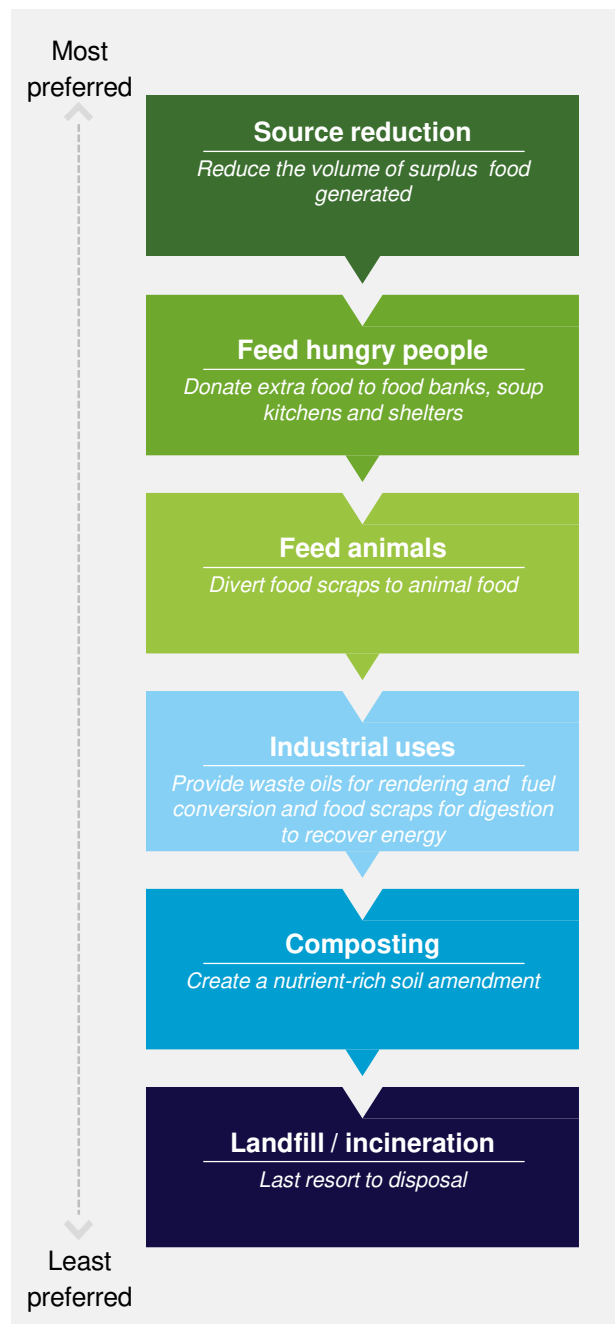 Most
preferred
Source reduction
Reduce the volume of surplus food
generated
Feed hungry people
Donate extra food to food banks, soup
kitchens and shelters
Feed animals
Divert food scraps to animal food
Industrial uses
Provide waste oils for rendering and fuel
conversion and food scraps for digestion
to recover energy
Composting
Create a nutrient-rich soil amendment
Landfill / incineration
Last resort to disposal
Least
preferred